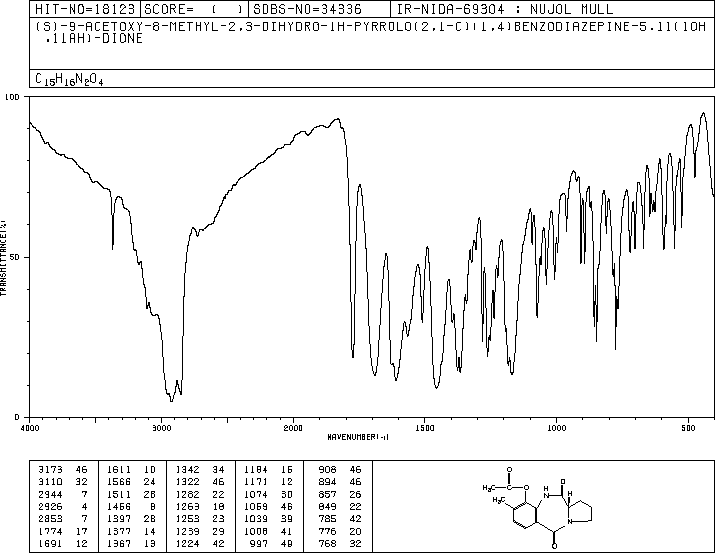 HIT-NO=18123 SCORE= ( ) SDBS-NO=34336 IR-NIDA-69304 : NUJOL MULL
(S)-9-ACETOXY-8-METHYL-2,3-DIHYDRO-1H-PYRROLO(2,1-C)(1,4)BENZODIAZEPINE-5,11(10H
,11AH)-DIONE
C15H16N2O4
100
TRANSMITTANCE(%)
50
0
4000 3000 2000 1500 1000 500
WAVENUMBER(-1)
3173 46 1611 10 1342 34 1184 16 908 46
3110 32 1566 24 1322 46 1171 12 894 46
2944 7 1511 28 1282 22 1074 30 857 26
2926 4 1456 8 1263 18 1059 46 849 22
2853 7 1397 28 1253 23 1039 39 785 42
1774 17 1377 14 1239 29 1008 41 776 20
1691 12 1367 13 1224 42 997 49 768 32
O
H3C O H O
N
H3C H
N
O